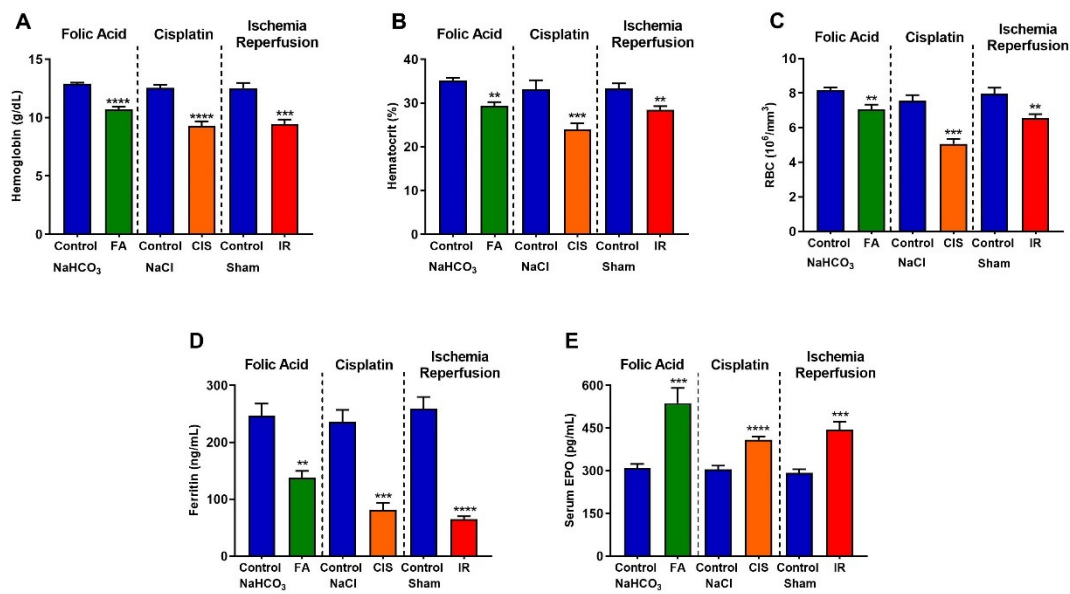 A
Folic Acid Cisplatin Ischemia
Reperfusion
Hemoglobin (g/dL)
15
10
5
0
**** **** ***
Control FA Control CIS Control IR
NaHCO₃ NaCl Sham
B
Folic Acid Cisplatin Ischemia
Reperfusion
Hematocrit (%)
40
30
20
10
0
** *** **
Control FA Control CIS Control IR
NaHCO₃ NaCl Sham
C
Folic Acid Cisplatin Ischemia
Reperfusion
RBC (10⁶/mm³)
10
8
6
4
2
0
** *** **
Control FA Control CIS Control IR
NaHCO₃ NaCl Sham
D
Folic Acid Cisplatin Ischemia
Reperfusion
Ferritin (ng/mL)
300
200
100
0
** *** ****
Control FA Control CIS Control IR
NaHCO₃ NaCl Sham
E
Folic Acid Cisplatin Ischemia
Reperfusion
Serum EPO (pg/mL)
600
450
300
150
0
*** **** ***
Control FA Control CIS Control IR
NaHCO₃ NaCl Sham